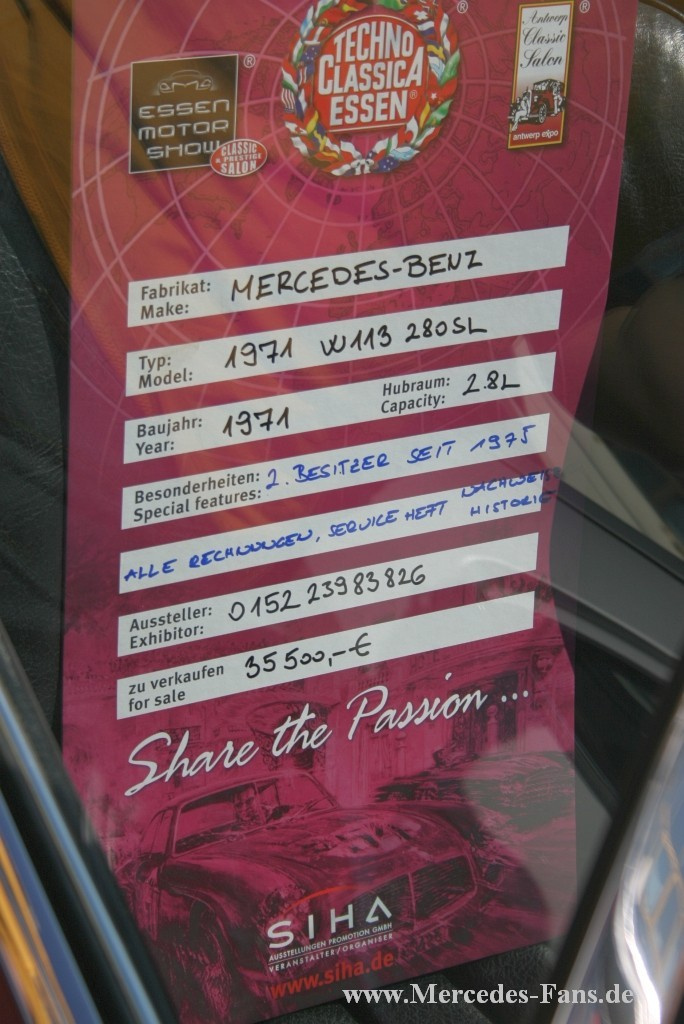 TECHNO
CLASSICA
ESSEN
®
®
®
®
ESSEN
MOTOR
SHOW
CLASSIC
& PRESTIGE
SALON
Antwerp
Classic
Salon
antwerp expo
Fabrikat: MERCEDES-BENZ
Make:
Typ: 1971 W113 280SL
Model:
Baujahr: 1971 Hubraum: 2.8L
Year: Capacity:
Besonderheiten: 2. BESITZER SEIT 1975
Special features:
ALLE RECHNUNGEN, SERVICE HEFT NACHWEIS
HISTORIE
Aussteller: 0152 23983826
Exhibitor:
zu verkaufen 35500,-€
for sale
Share the Passion ...
SIHA
AUSSTELLUNGEN PROMOTION GMBH
VERANSTALTER/ORGANISER
www.siha.de
www.Mercedes-Fans.de